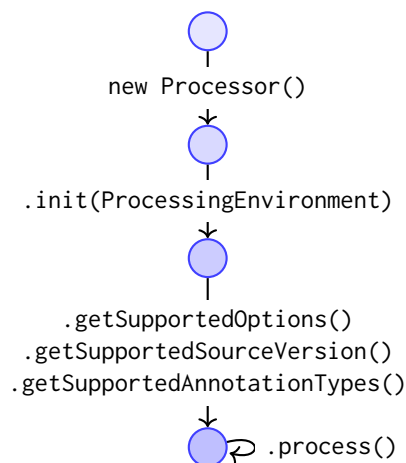 new Processor()
.init(ProcessingEnvironment)
.getSupportedOptions()
.getSupportedSourceVersion()
.getSupportedAnnotationTypes()
.process()